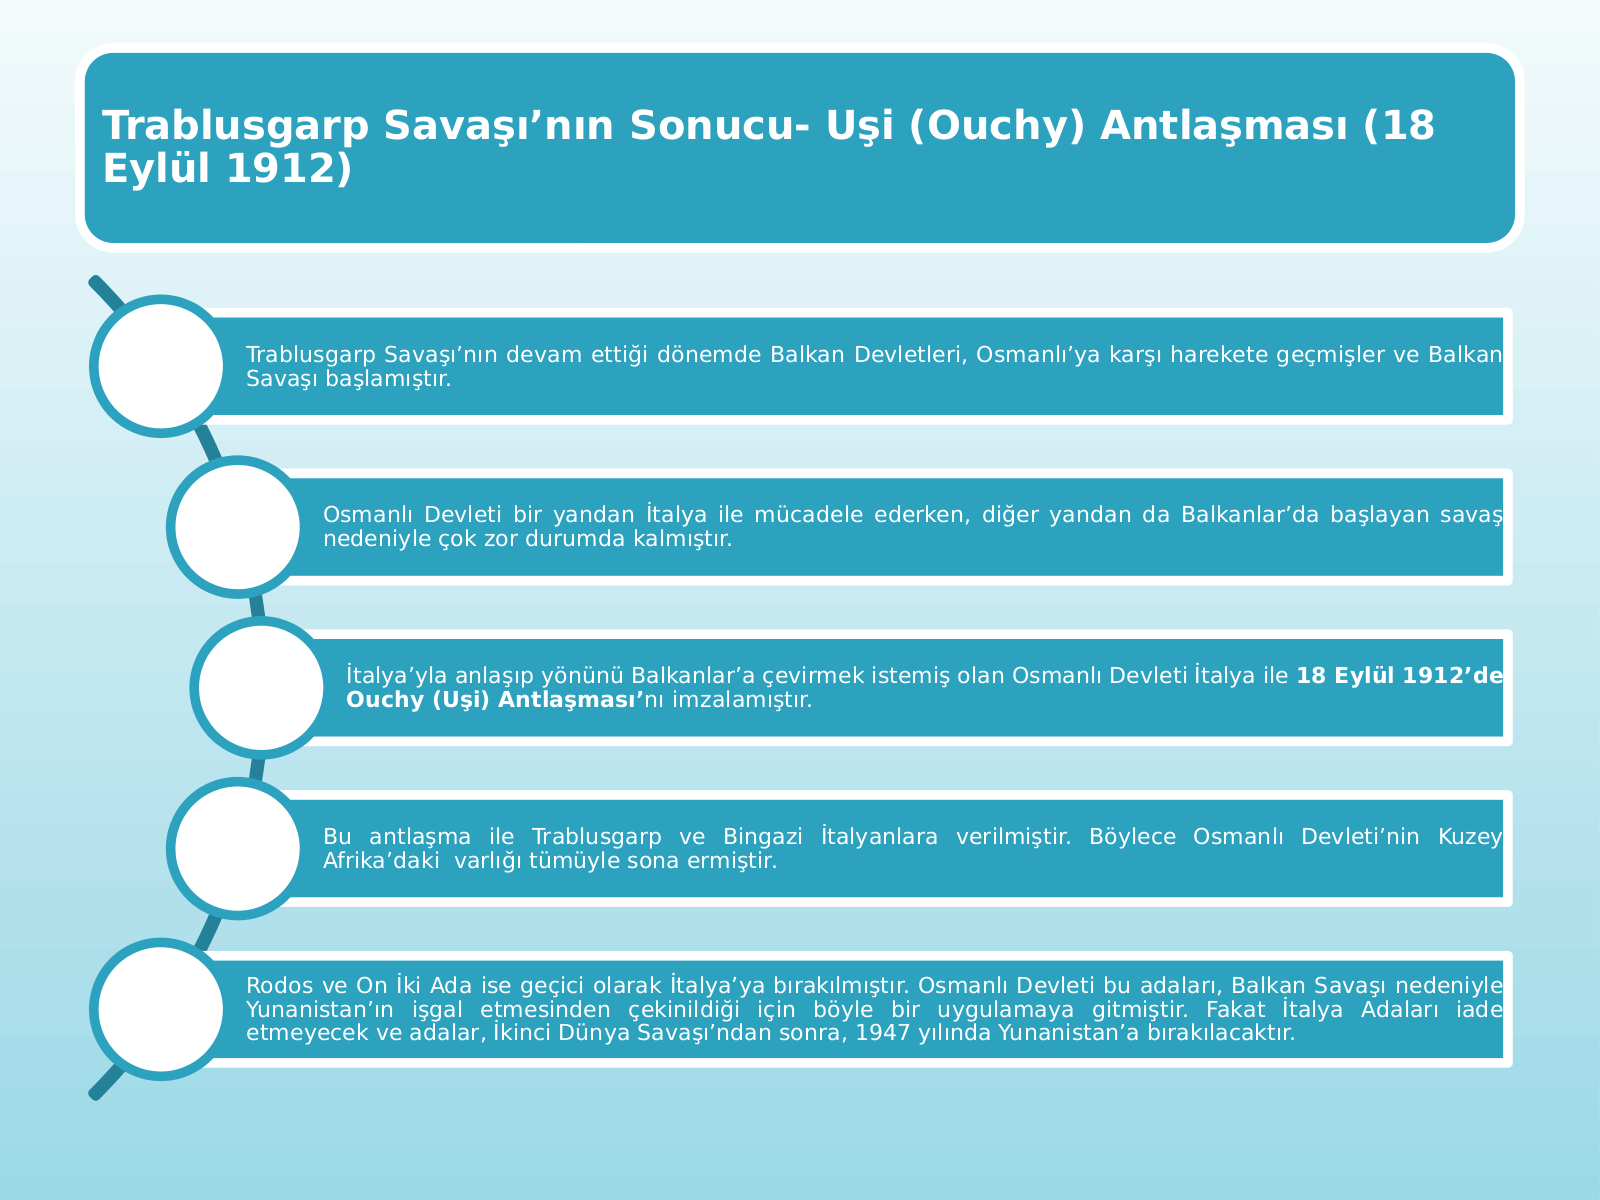 Trablusgarp Savaşı’nın Sonucu- Uşi (Ouchy) Antlaşması (18
Eylül 1912)
Trablusgarp Savaşı’nın devam ettiği dönemde Balkan Devletleri, Osmanlı’ya karşı harekete geçmişler ve Balkan
Savaşı başlamıştır.
Osmanlı Devleti bir yandan İtalya ile mücadele ederken, diğer yandan da Balkanlar’da başlayan savaş
nedeniyle çok zor durumda kalmıştır.
İtalya’yla anlaşıp yönünü Balkanlar’a çevirmek istemiş olan Osmanlı Devleti İtalya ile 18 Eylül 1912’de
Ouchy (Uşi) Antlaşması’nı imzalamıştır.
Bu antlaşma ile Trablusgarp ve Bingazi İtalyanlara verilmiştir. Böylece Osmanlı Devleti’nin Kuzey
Afrika’daki varlığı tümüyle sona ermiştir.
Rodos ve On İki Ada ise geçici olarak İtalya’ya bırakılmıştır. Osmanlı Devleti bu adaları, Balkan Savaşı nedeniyle
Yunanistan’ın işgal etmesinden çekinildiği için böyle bir uygulamaya gitmiştir. Fakat İtalya Adaları iade
etmeyecek ve adalar, İkinci Dünya Savaşı’ndan sonra, 1947 yılında Yunanistan’a bırakılacaktır.